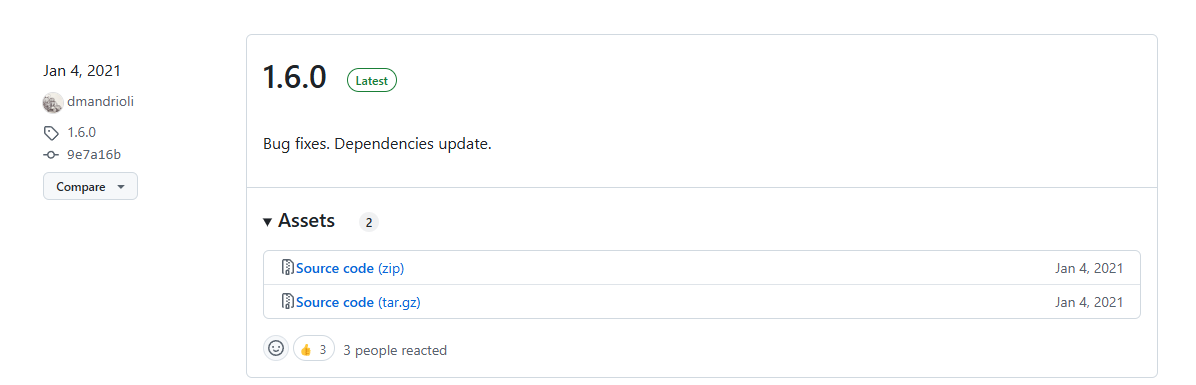 Jan 4, 2021
dmandrioli
1.6.0
9e7a16b
Compare
1.6.0 Latest
Bug fixes. Dependencies update.
Assets 2
Source code (zip) Jan 4, 2021
Source code (tar.gz) Jan 4, 2021
👍 3 3 people reacted